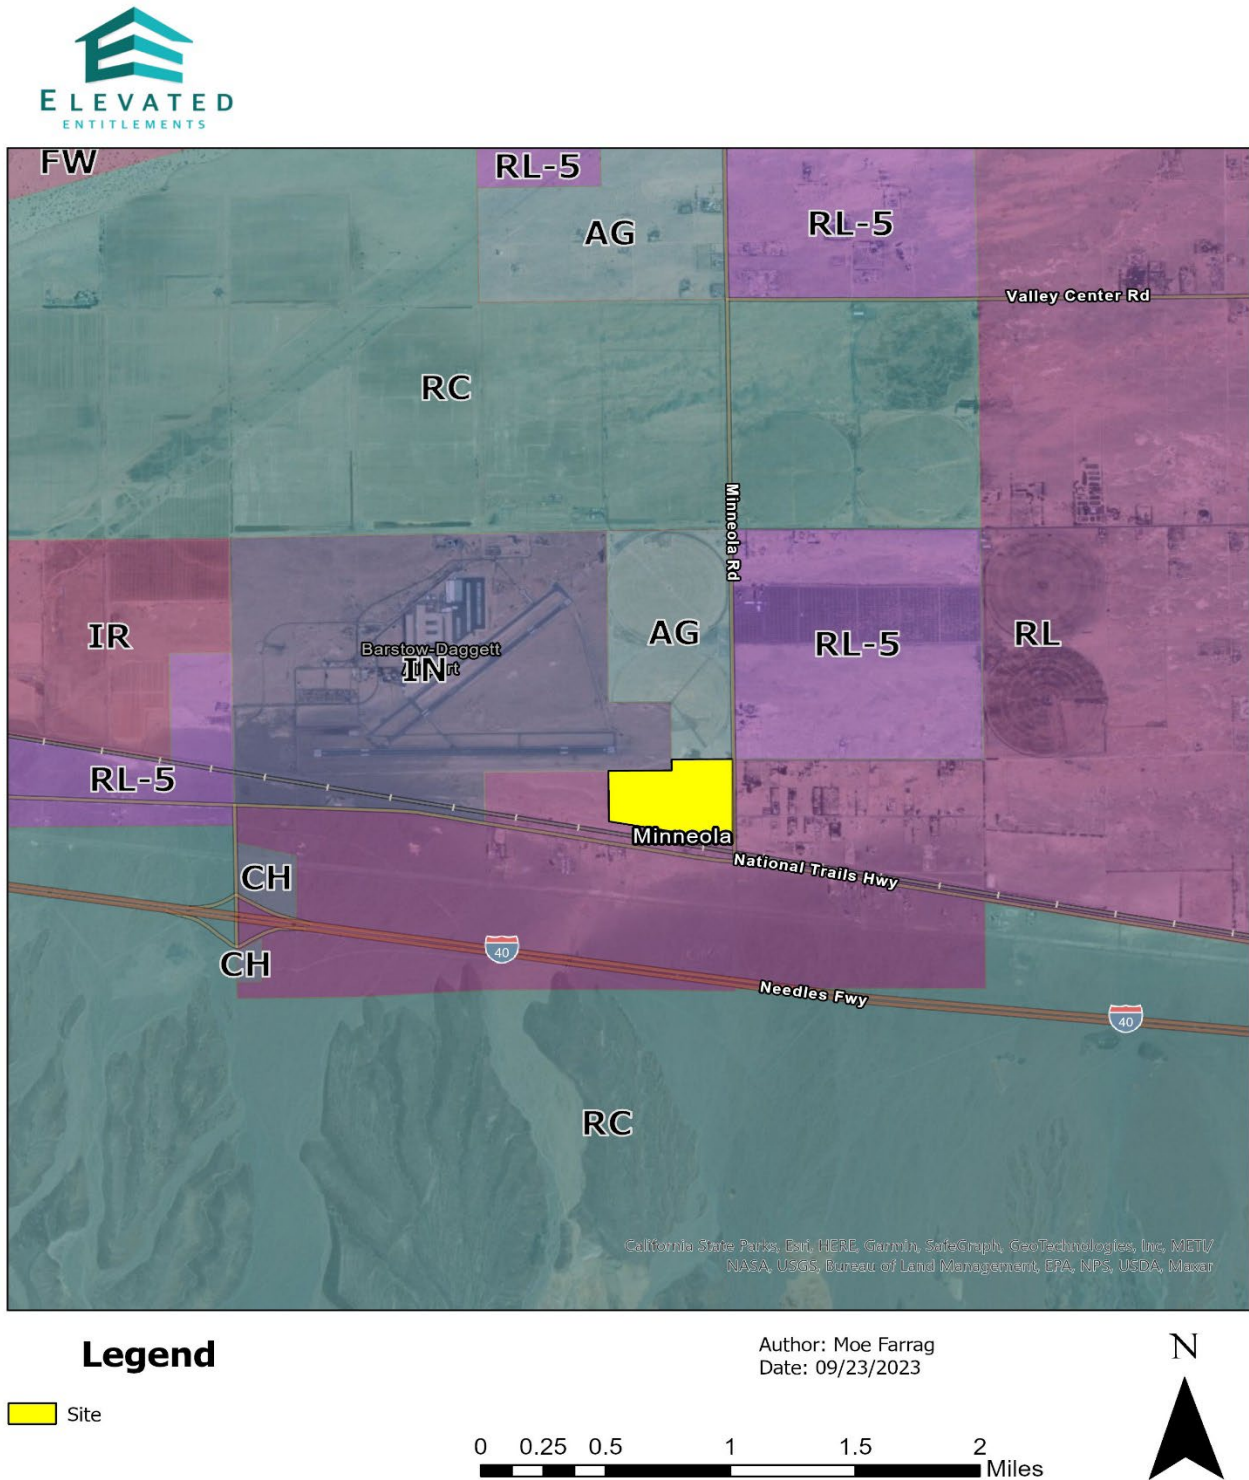 ELEVATED
ENTITLEMENTS
FW
RL-5
AG
RL-5
Valley Center Rd
RC
Minneola Rd
IR
Barstow-Daggett
IN
AG
RL-5
RL
RL-5
Minneola
National Trails Hwy
CH
CH
40
Needles Fwy
40
RC
California State Parks, Esri, HERE, Garmin, SafeGraph, GeoTechnologies, Inc, METI/
NASA, USGS, Bureau of Land Management, EPA, NPS, USDA, Maxar
Legend
Site
Author: Moe Farrag
Date: 09/23/2023
N
0 0.25 0.5 1 1.5 2
Miles